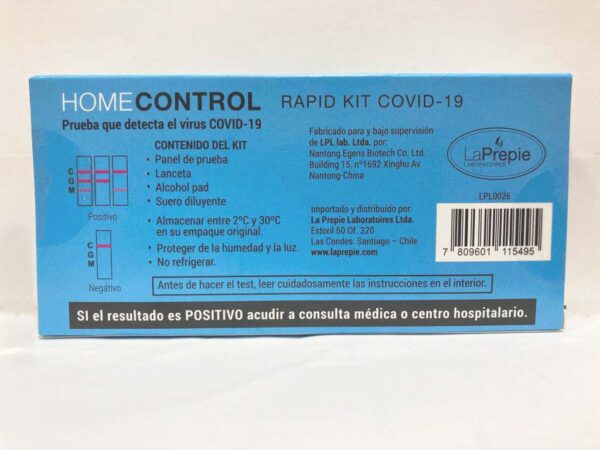 HOMECONTROL RAPID KIT COVID-19
Prueba que detecta el virus COVID-19
CONTENIDO DEL KIT
• Panel de prueba
• Lanceta
• Alcohol pad
• Suero diluyente
• Almacenar entre 2ºC y 30ºC
en su empaque original.
• Proteger de la humedad y la luz.
• No refrigerar.
C
G
M
Positivo
C
G
M
Negativo
Fabricado para y bajo supervisión
de LPL lab. Ltda. por:
Nantong Egens Biotech Co. Ltd.
Building 15, nº1692 Xinghu Av.
Nantong-China
Importado y distribuido por:
La Prepie Laboratoires Ltda.
Estoril 50 Of. 320
Las Condes. Santiago – Chile
www.laprepie.com
LaPrepie
LABORATOIRES
LPL0026
7 809601 115495
Antes de hacer el test, leer cuidadosamente las instrucciones en el interior.
SI el resultado es POSITIVO acudir a consulta médica o centro hospitalario.